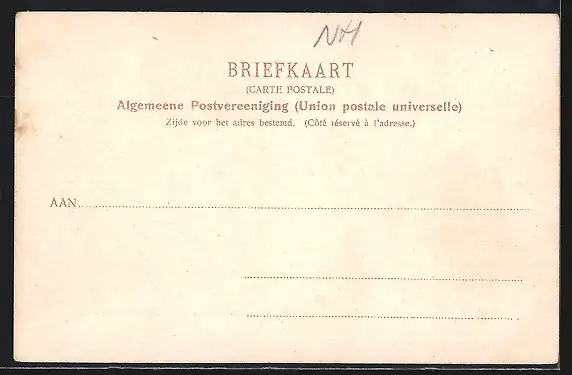 NH
BRIEFKAART
(CARTE POSTALE)
Algemeene Postvereeniging (Union postale universelle)
Zijde voor het adres bestemd. (Côté réservé à l'adresse.)
AAN